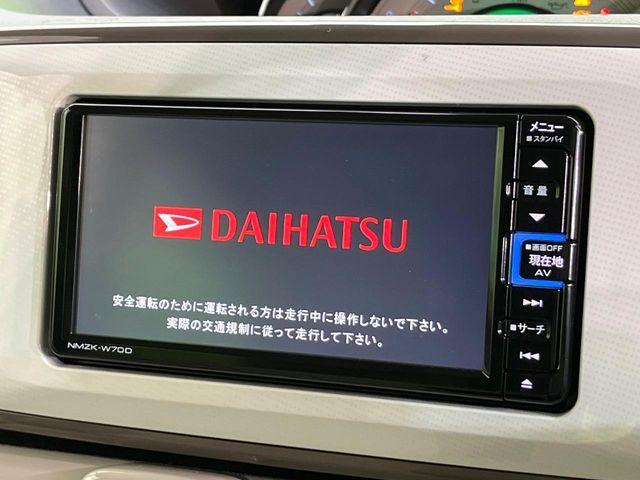 メニュー
■スタンバイ
音量
DAIHATSU
■画面OFF
現在地
AV
安全運転のために運転される方は走行中に操作しないで下さい。
実際の交通規制に従って走行して下さい。
■サーチ
NMZK-W70D